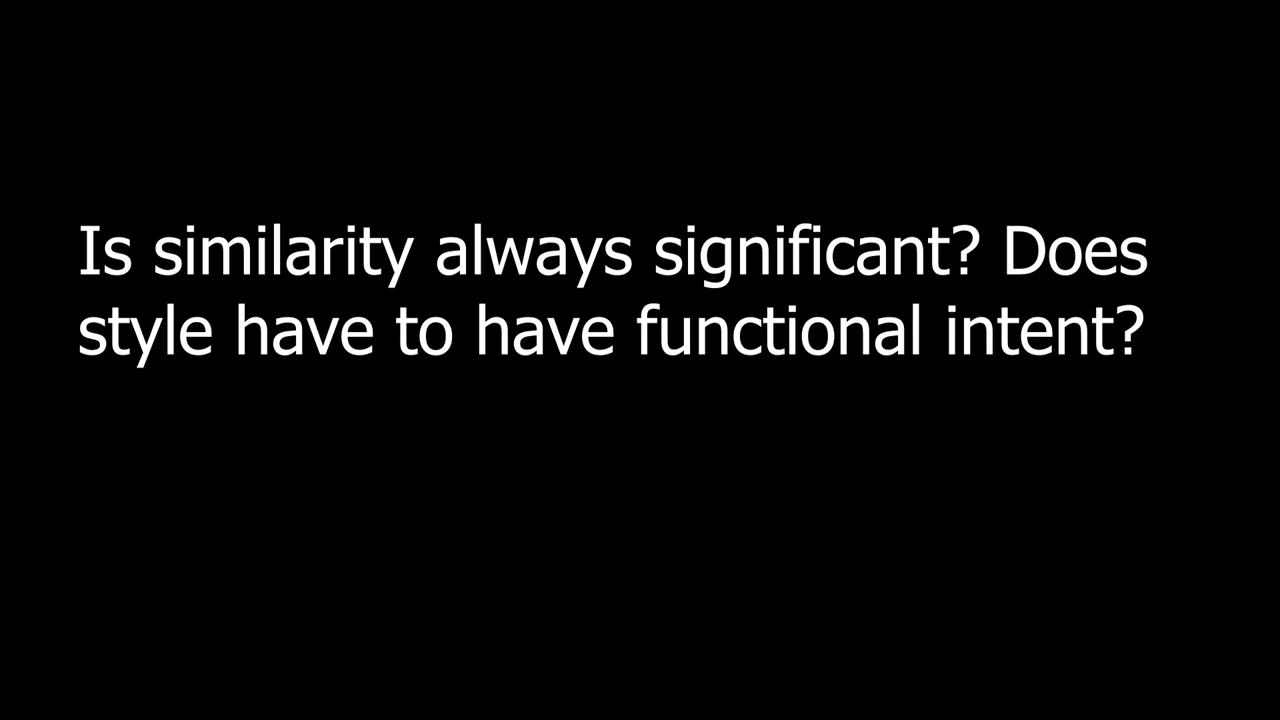 Is similarity always significant? Does
style have to have functional intent?